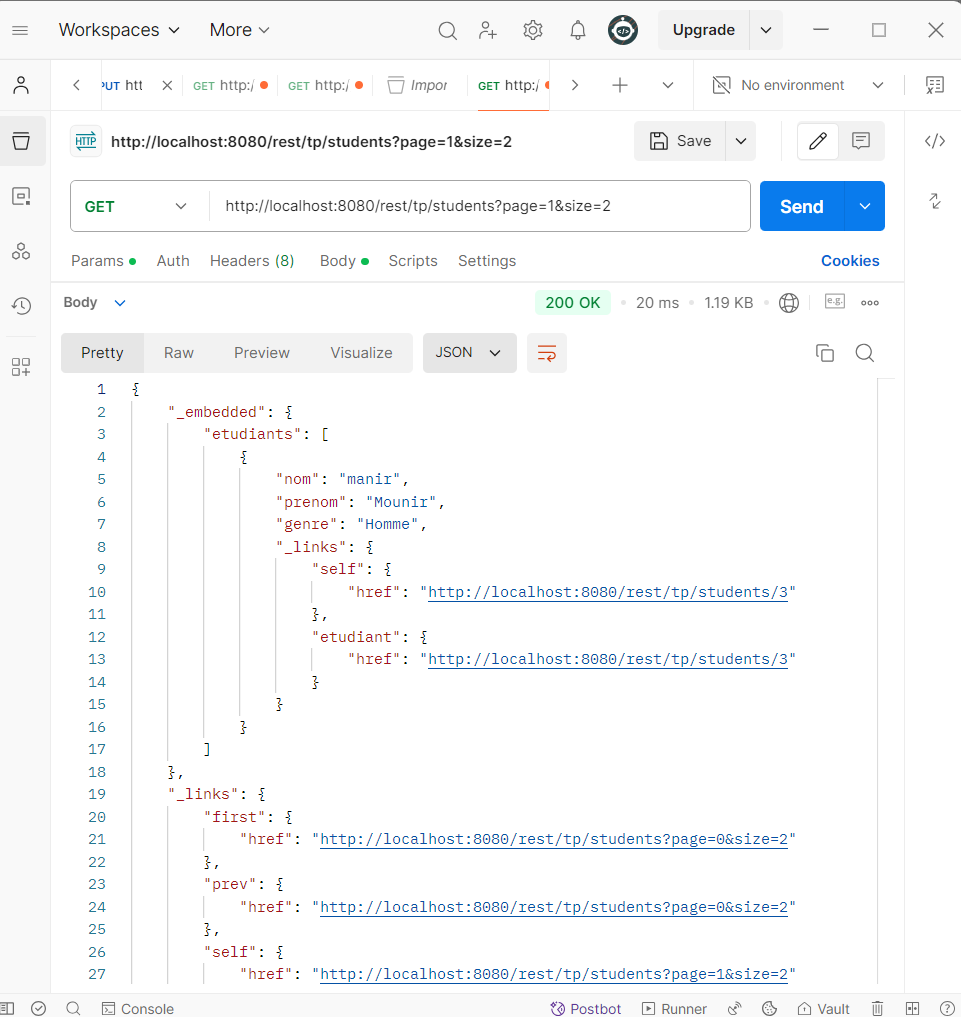 Workspaces More Upgrade
PUT htt GET http:/ GET http:/ Impor GET http:/ No environment
HTTP http://localhost:8080/rest/tp/students?page=1&size=2 Save
GET http://localhost:8080/rest/tp/students?page=1&size=2 Send
Params Auth Headers (8) Body Scripts Settings Cookies
Body 200 OK 20 ms 1.19 KB e.g.
Pretty Raw Preview Visualize JSON
1 {
2 "_embedded": {
3 "etudiants": [
4 {
5 "nom": "manir",
6 "prenom": "Mounir",
7 "genre": "Homme",
8 "_links": {
9 "self": {
10 "href": "http://localhost:8080/rest/tp/students/3"
11 },
12 "etudiant": {
13 "href": "http://localhost:8080/rest/tp/students/3"
14 }
15 }
16 }
17 ]
18 },
19 "_links": {
20 "first": {
21 "href": "http://localhost:8080/rest/tp/students?page=0&size=2"
22 },
23 "prev": {
24 "href": "http://localhost:8080/rest/tp/students?page=0&size=2"
25 },
26 "self": {
27 "href": "http://localhost:8080/rest/tp/students?page=1&size=2"
Console Postbot Runner Vault